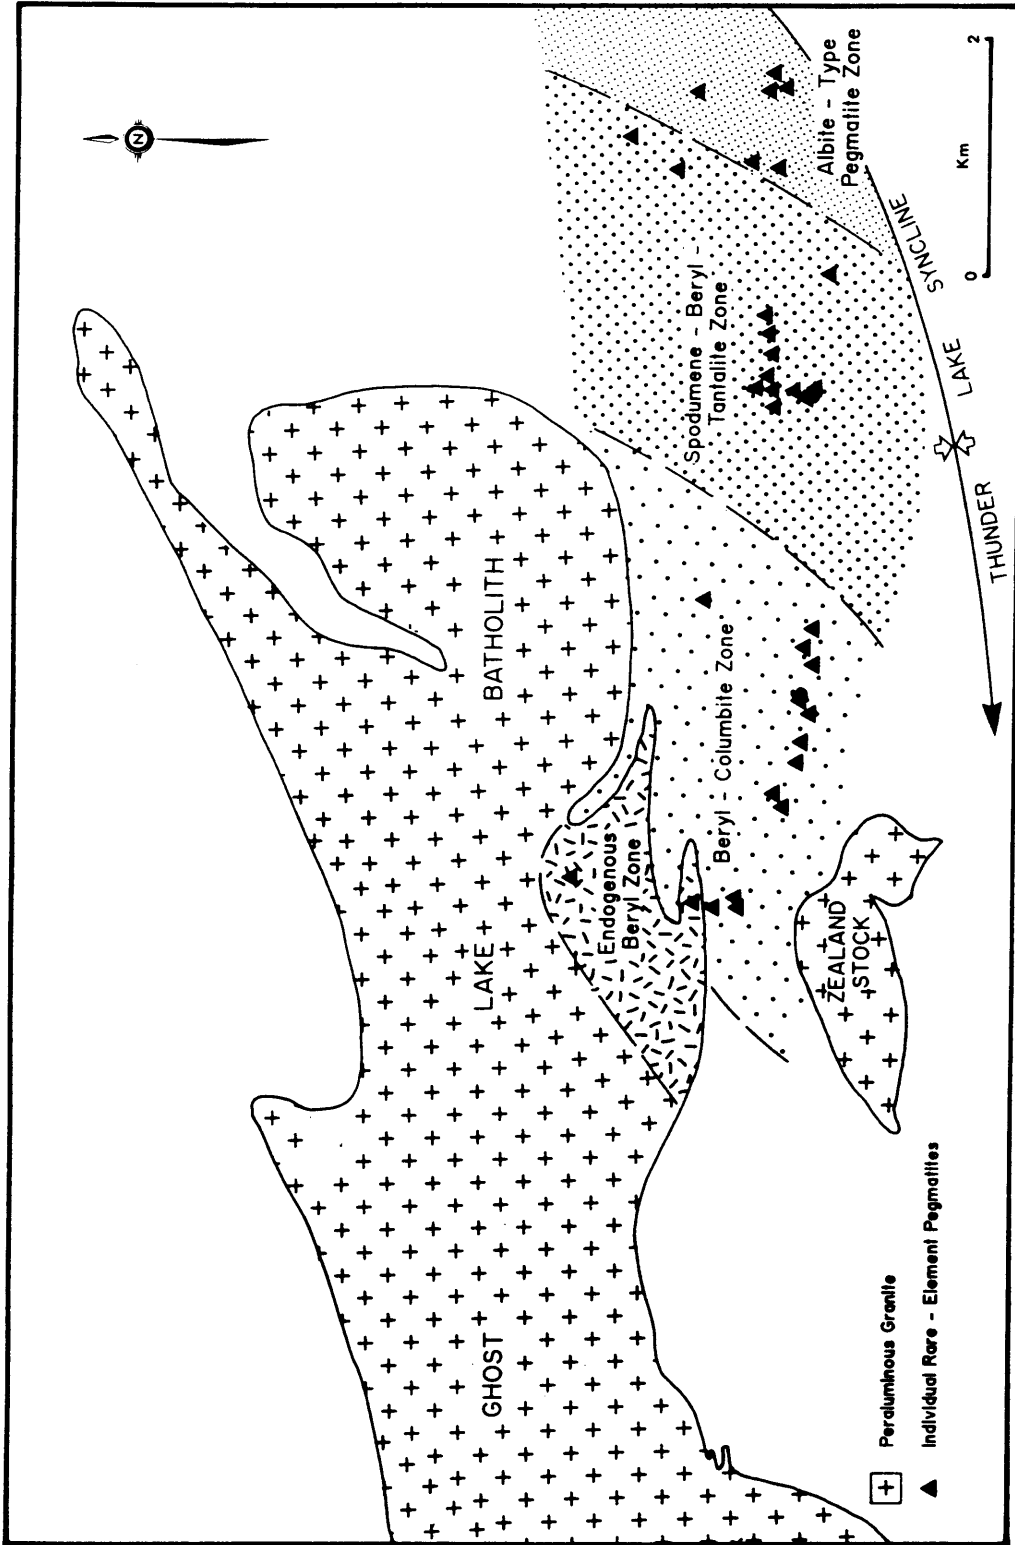 N
GHOST
LAKE
BATHOLITH
Endogenous
Beryl Zone
Beryl - Columbite Zone
Spodumene - Beryl -
Tantalite Zone
Albite - Type
Pegmatite Zone
ZEALAND
STOCK
THUNDER LAKE SYNCLINE
Peraluminous Granite
Individual Rare - Element Pegmatites
0 Km 2